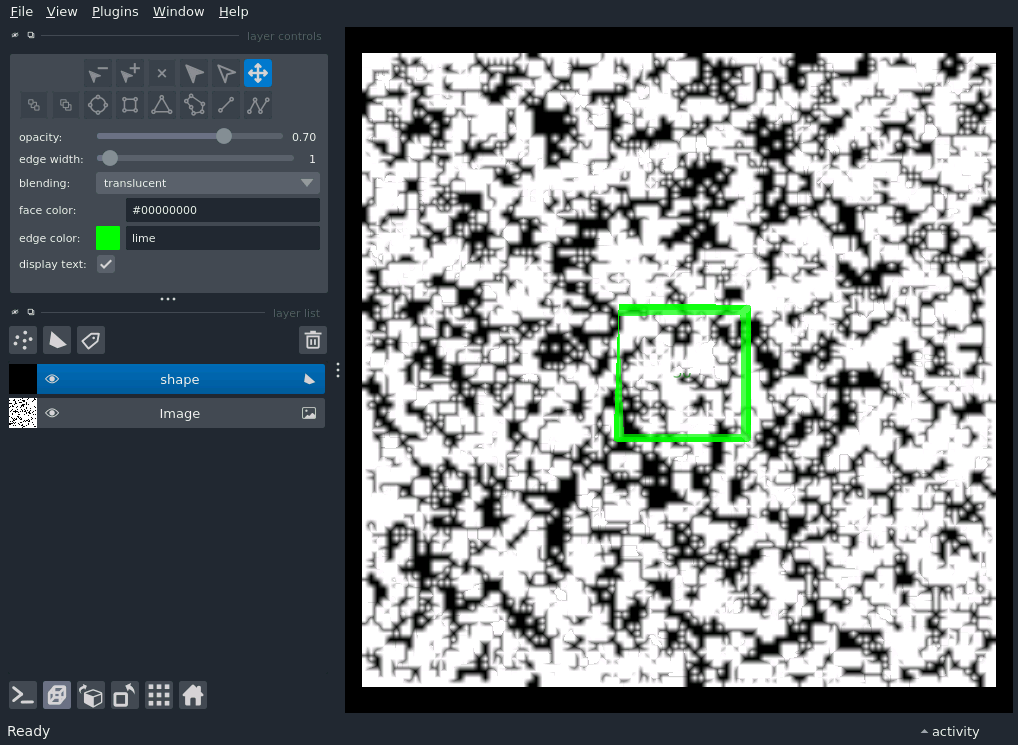 File View Plugins Window Help
layer controls
opacity: 0.70
edge width: 1
blending: translucent
face color: #00000000
edge color: lime
display text:
layer list
shape
Image
Ready
activity